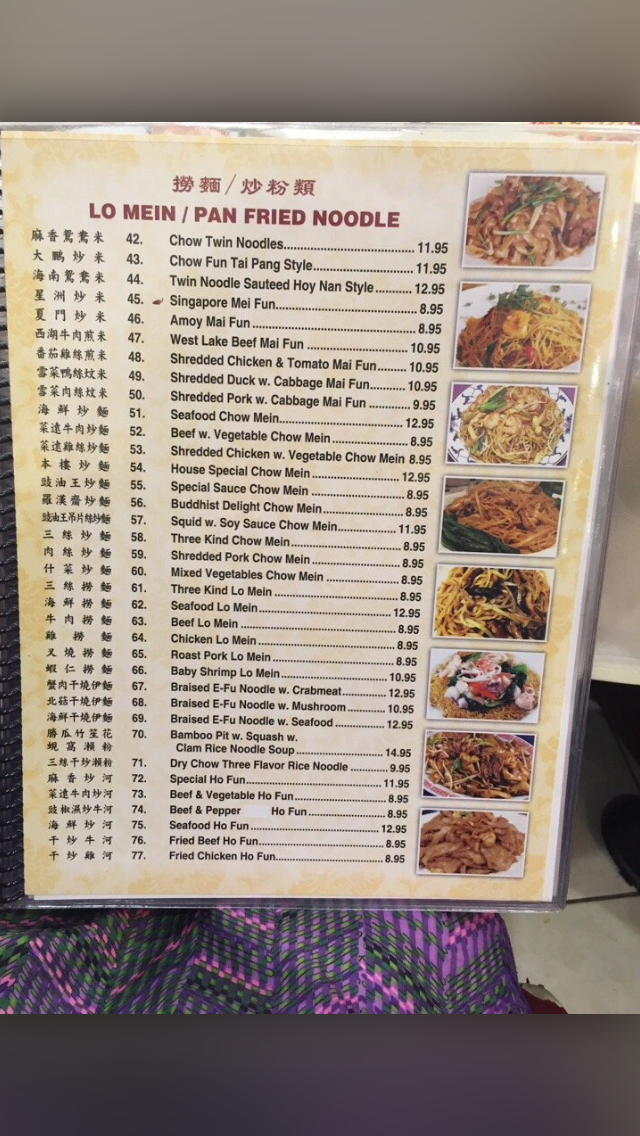 撈麵/炒粉類
LO MEIN / PAN FRIED NOODLE
麻香鴛鴦米 42. Chow Twin Noodles 11.95
大鵬炒米 43. Chow Fun Tai Pang Style 11.95
海南鴛鴦米 44. Twin Noodle Sauteed Hoy Nan Style 12.95
星洲炒米 45. Singapore Mei Fun 8.95
夏門炒米 46. Amoy Mai Fun 8.95
西湖牛肉煎米 47. West Lake Beef Mai Fun 10.95
番茄雞絲煎米 48. Shredded Chicken & Tomato Mai Fun 10.95
雪菜鴨絲炆米 49. Shredded Duck w. Cabbage Mai Fun 10.95
雪菜肉絲炆米 50. Shredded Pork w. Cabbage Mai Fun 9.95
海鮮炒麵 51. Seafood Chow Mein 12.95
菜遠牛肉炒麵 52. Beef w. Vegetable Chow Mein 8.95
菜遠雞絲炒麵 53. Shredded Chicken w. Vegetable Chow Mein 8.95
本樓炒麵 54. House Special Chow Mein 12.95
豉油王炒麵 55. Special Sauce Chow Mein 8.95
羅漢齋炒麵 56. Buddhist Delight Chow Mein 8.95
豉油王吊片絲炒麵 57. Squid w. Soy Sauce Chow Mein 11.95
三絲炒麵 58. Three Kind Chow Mein 8.95
肉絲炒麵 59. Shredded Pork Chow Mein 8.95
什菜炒麵 60. Mixed Vegetables Chow Mein 8.95
三絲撈麵 61. Three Kind Lo Mein 8.95
海鮮撈麵 62. Seafood Lo Mein 12.95
牛肉撈麵 63. Beef Lo Mein 8.95
雞撈麵 64. Chicken Lo Mein 8.95
叉燒撈麵 65. Roast Pork Lo Mein 8.95
蝦仁撈麵 66. Baby Shrimp Lo Mein 10.95
蟹肉干燒伊麵 67. Braised E-Fu Noodle w. Crabmeat 12.95
北菇干燒伊麵 68. Braised E-Fu Noodle w. Mushroom 10.95
海鮮干燒伊麵 69. Braised E-Fu Noodle w. Seafood 12.95
勝瓜竹笙花 70. Bamboo Pit w. Squash w.
蜆窩瀨粉 Clam Rice Noodle Soup 14.95
三絲干炒瀨粉 71. Dry Chow Three Flavor Rice Noodle 9.95
麻香炒河 72. Special Ho Fun 11.95
菜遠牛肉炒河 73. Beef & Vegetable Ho Fun 8.95
豉椒濕炒牛河 74. Beef & Pepper Ho Fun 8.95
海鮮炒河 75. Seafood Ho Fun 12.95
干炒牛河 76. Fried Beef Ho Fun 8.95
干炒雞河 77. Fried Chicken Ho Fun 8.95